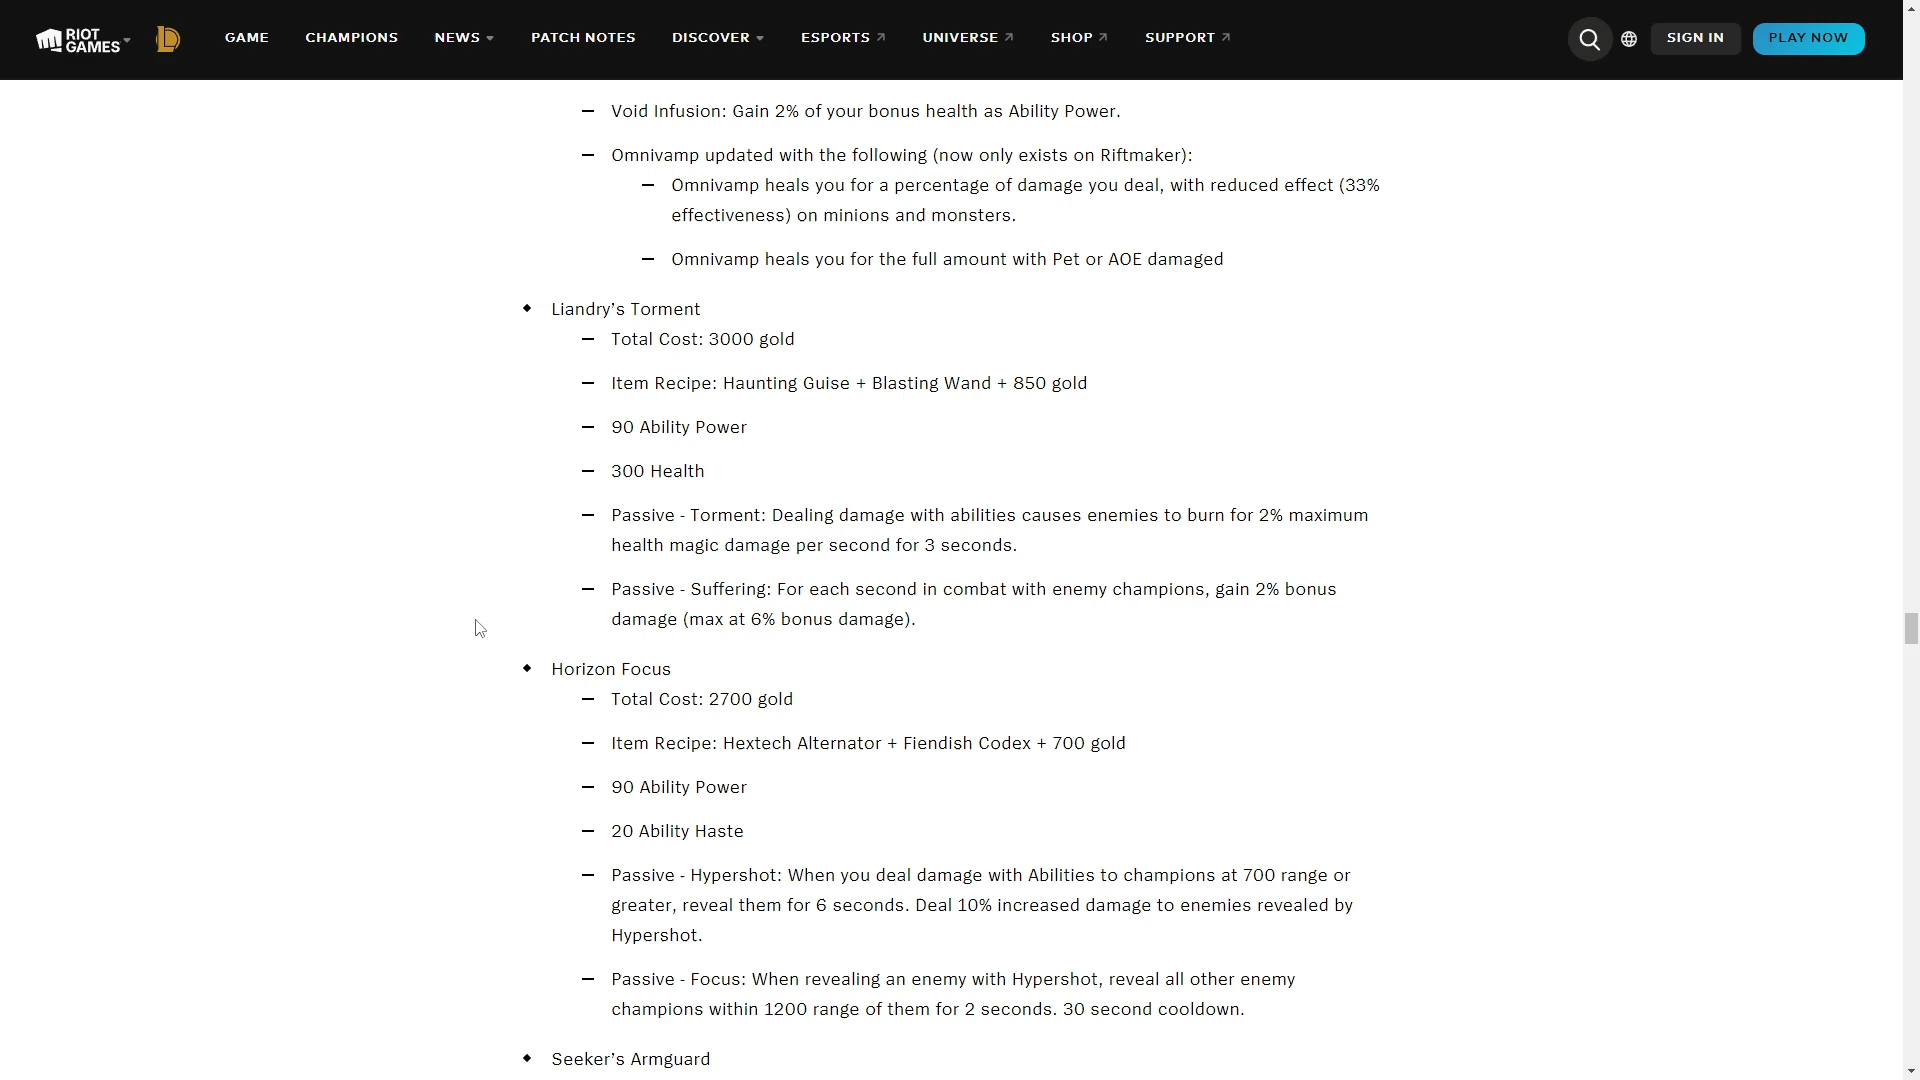 RIOT GAMES
GAME
CHAMPIONS
NEWS
PATCH NOTES
DISCOVER
ESPORTS
UNIVERSE
SHOP
SUPPORT
SIGN IN
PLAY NOW
Void Infusion: Gain 2% of your bonus health as Ability Power.
Omnivamp updated with the following (now only exists on Riftmaker):
Omnivamp heals you for a percentage of damage you deal, with reduced effect (33%
effectiveness) on minions and monsters.
Omnivamp heals you for the full amount with Pet or AOE damaged
Liandry’s Torment
Total Cost: 3000 gold
Item Recipe: Haunting Guise + Blasting Wand + 850 gold
90 Ability Power
300 Health
Passive - Torment: Dealing damage with abilities causes enemies to burn for 2% maximum
health magic damage per second for 3 seconds.
Passive - Suffering: For each second in combat with enemy champions, gain 2% bonus
damage (max at 6% bonus damage).
Horizon Focus
Total Cost: 2700 gold
Item Recipe: Hextech Alternator + Fiendish Codex + 700 gold
90 Ability Power
20 Ability Haste
Passive - Hypershot: When you deal damage with Abilities to champions at 700 range or
greater, reveal them for 6 seconds. Deal 10% increased damage to enemies revealed by
Hypershot.
Passive - Focus: When revealing an enemy with Hypershot, reveal all other enemy
champions within 1200 range of them for 2 seconds. 30 second cooldown.
Seeker’s Armguard